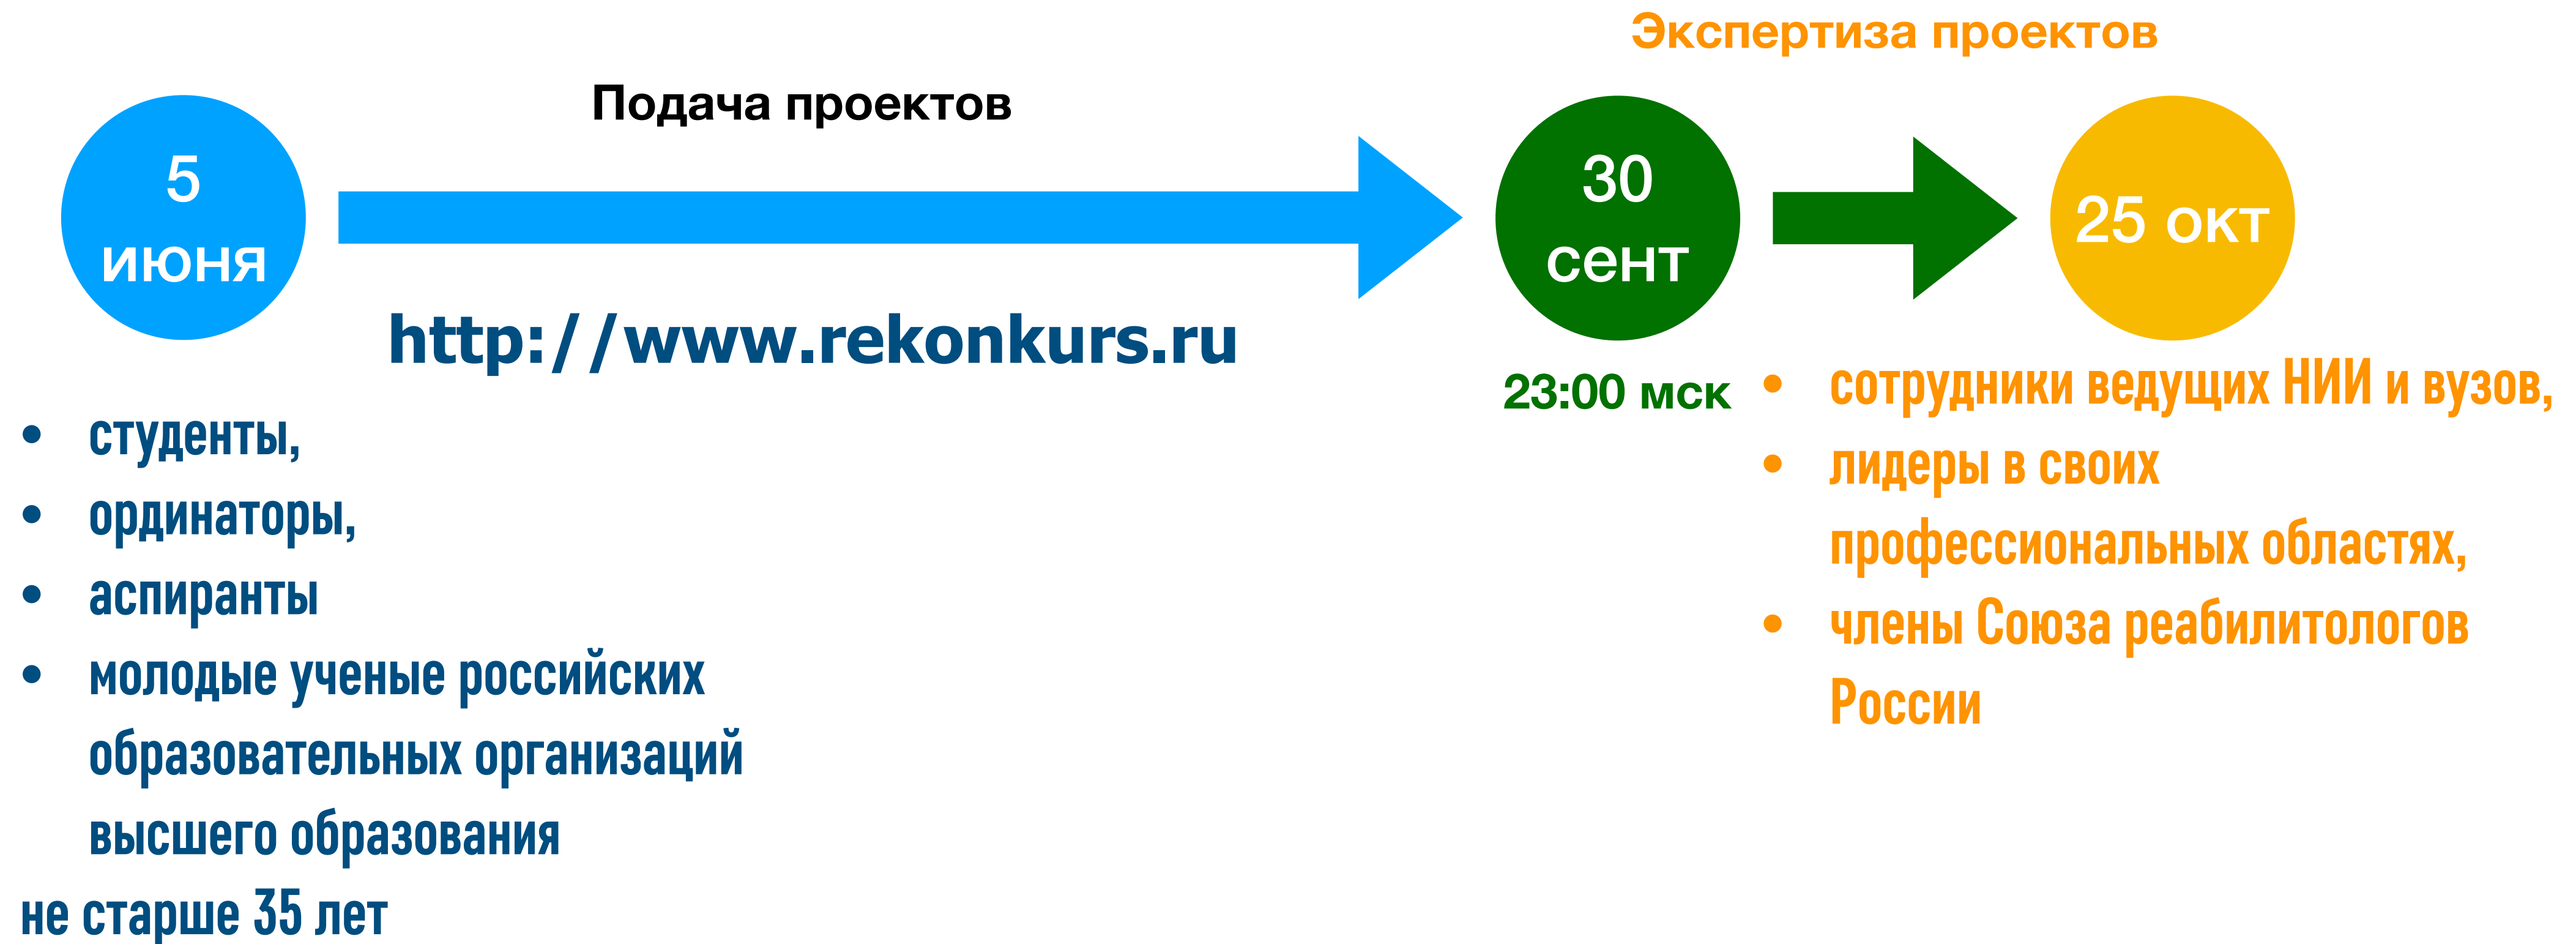 Экспертиза проектов
Подача проектов
5
июня
30
сент
25 окт
http://www.rekonkurs.ru
23:00 мск
• студенты,
• ординаторы,
• аспиранты
• молодые ученые российских
образовательных организаций
высшего образования
не старше 35 лет
• сотрудники ведущих НИИ и вузов,
• лидеры в своих
профессиональных областях,
• члены Союза реабилитологов
России